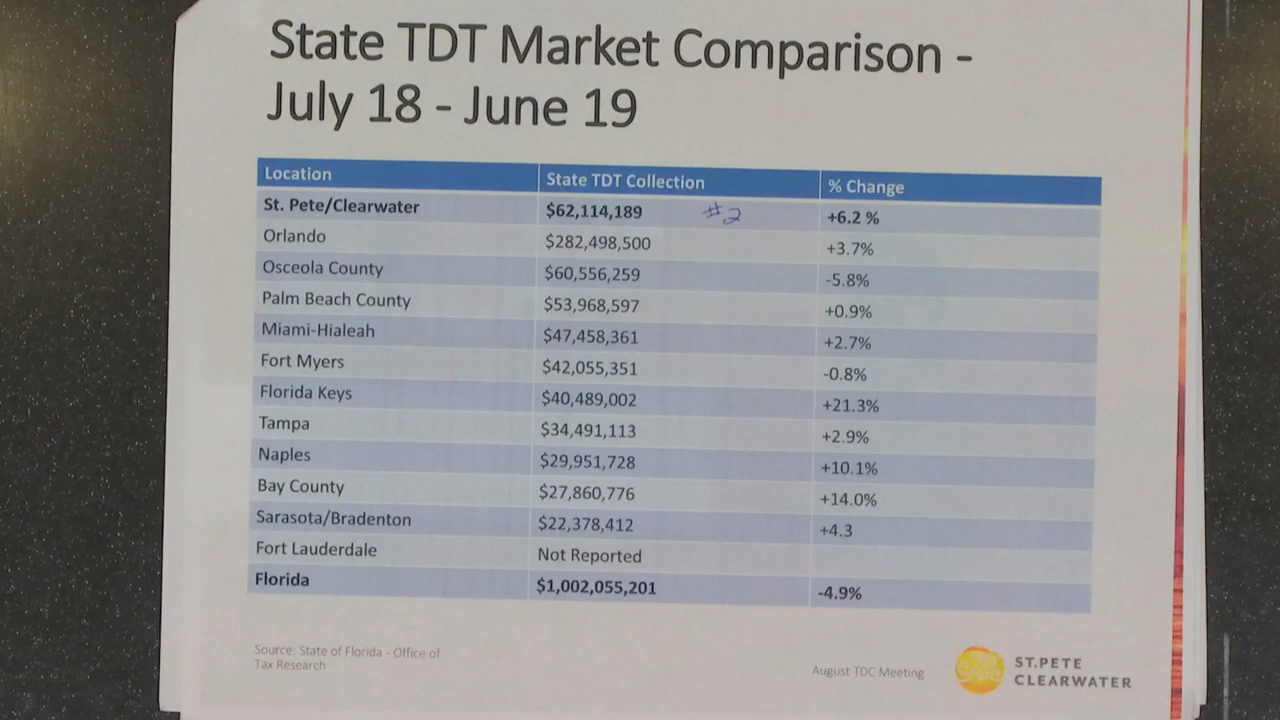 State TDT Market Comparison -
July 18 - June 19
Location State TDT Collection % Change
St. Pete/Clearwater $62,114,189 #2 +6.2 %
Orlando $282,498,500 +3.7%
Osceola County $60,556,259 -5.8%
Palm Beach County $53,968,597 +0.9%
Miami-Hialeah $47,458,361 +2.7%
Fort Myers $42,055,351 -0.8%
Florida Keys $40,489,002 +21.3%
Tampa $34,491,113 +2.9%
Naples $29,951,728 +10.1%
Bay County $27,860,776 +14.0%
Sarasota/Bradenton $22,378,412 +4.3
Fort Lauderdale Not Reported
Florida $1,002,055,201 -4.9%
Source: State of Florida - Office of
Tax Research
August TDC Meeting
ST.PETE
CLEARWATER